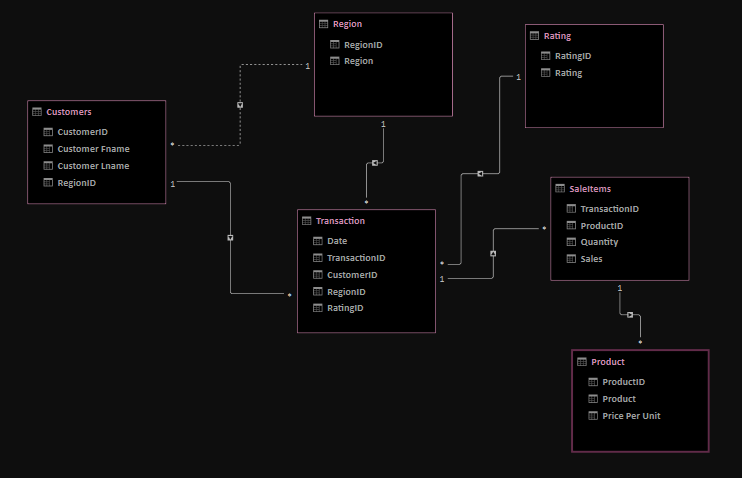 Region
RegionID
Region
1
1
Rating
RatingID
Rating
1
Customers
CustomerID
Customer Fname
Customer Lname
RegionID
*
1
Transaction
Date
TransactionID
CustomerID
RegionID
RatingID
*
*
*
1
SaleItems
TransactionID
ProductID
Quantity
Sales
*
1
*
Product
ProductID
Product
Price Per Unit